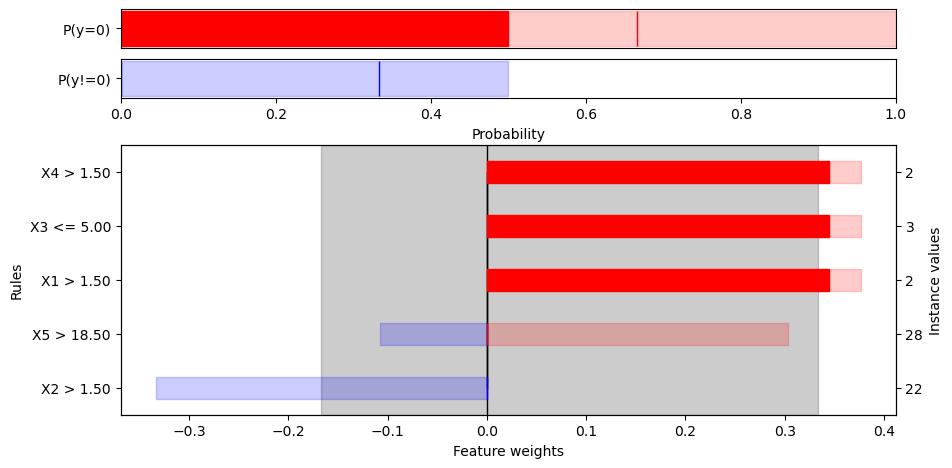 P(y=0)
P(y!=0)
0.0 0.2 0.4 0.6 0.8 1.0
Probability
X4 > 1.50 2
X3 <= 5.00 3
X1 > 1.50 2
X5 > 18.50 28
X2 > 1.50 22
Rules
Instance values
−0.3 −0.2 −0.1 0.0 0.1 0.2 0.3 0.4
Feature weights